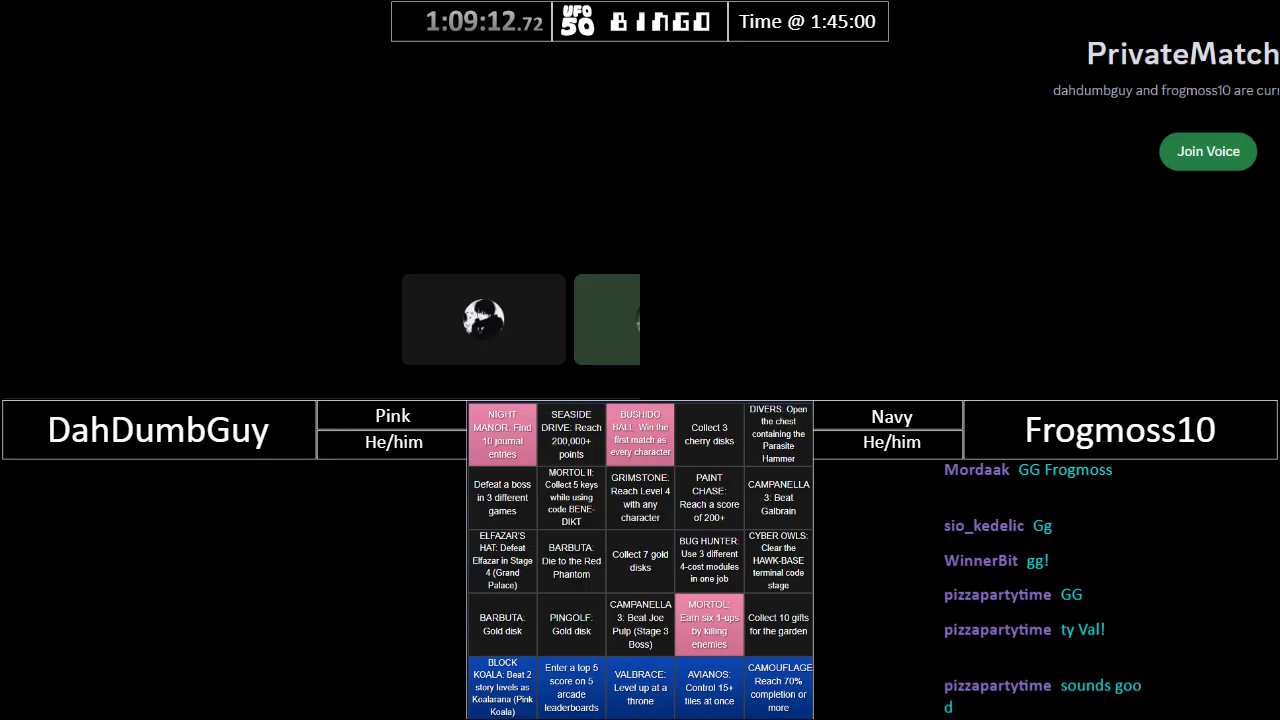 1:09:12.72
UFO 50
BINGO
Time @ 1:45:00
PrivateMatch
dahdumbguy and frogmoss10 are curr
Join Voice
DahDumbGuy
Pink
He/him
Navy
He/him
Frogmoss10
NIGHT
MANOR: Find
10 journal
entries
SEASIDE
DRIVE: Reach
200,000+
points
BUSHIDO
BALL: Win the
first match as
every character
Collect 3
cherry disks
DIVERS: Open
the chest
containing the
Parasite
Hammer
Defeat a boss
in 3 different
games
MORTOL II:
Collect 5 keys
while using
code BENE-
DIKT
GRIMSTONE:
Reach Level 4
with any
character
PAINT
CHASE:
Reach a score
of 200+
CAMPANELLA
3: Beat
Galbrain
ELFAZAR'S
HAT: Defeat
Elfazar in Stage
4 (Grand
Palace)
BARBUTA:
Die to the Red
Phantom
Collect 7 gold
disks
BUG HUNTER:
Use 3 different
4-cost modules
in one job
CYBER OWLS:
Clear the
HAWK-BASE
terminal code
stage
BARBUTA:
Gold disk
PINGOLF:
Gold disk
CAMPANELLA
3: Beat Joe
Pulp (Stage 3
Boss)
MORTOL:
Earn six 1-ups
by killing
enemies
Collect 10 gifts
for the garden
BLOCK
KOALA: Beat 2
story levels as
Koalarana (Pink
Koala)
Enter a top 5
score on 5
arcade
leaderboards
VALBRACE:
Level up at a
throne
AVIANOS:
Control 15+
tiles at once
CAMOUFLAGE:
Reach 70%
completion or
more
Mordaak GG Frogmoss
sio_kedelic Gg
WinnerBit gg!
pizzapartytime GG
pizzapartytime ty Val!
pizzapartytime sounds goo
d